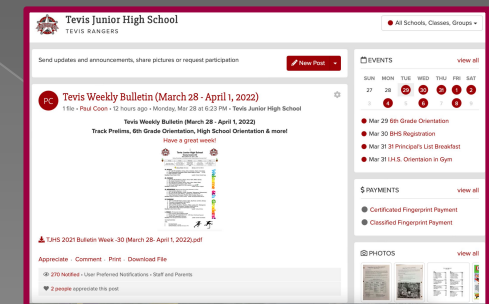 Tevis Junior High School
TEVIS RANGERS
All Schools, Classes, Groups
Send updates and announcements, share pictures or request participation
New Post
PC
Tevis Weekly Bulletin (March 28 - April 1, 2022)
1 file • Paul Coon • 12 hours ago • Monday, Mar 28 at 6:23 PM • Tevis Junior High School
Tevis Weekly Bulletin (March 28 - April 1, 2022)
Track Prelims, 6th Grade Orientation, High School Orientation & more!
Have a great week!
TJHS 2021 Bulletin Week -30 (March 28- April 1, 2022).pdf
Appreciate · Comment · Print · Download File
270 Notified • User Preferred Notifications • Staff and Parents
2 people appreciate this post
EVENTS view all
SUN MON TUE WED THU FRI SAT
27 28 29 30 31 1 2
3 4 5 6 7 8 9
Mar 29 6th Grade Orientation
Mar 30 BHS Registration
Mar 31 31 Principal's List Breakfast
Mar 31 I.H.S. Orientaion in Gym
$ PAYMENTS view all
Certificated Fingerprint Payment
Classified Fingerprint Payment
PHOTOS view all